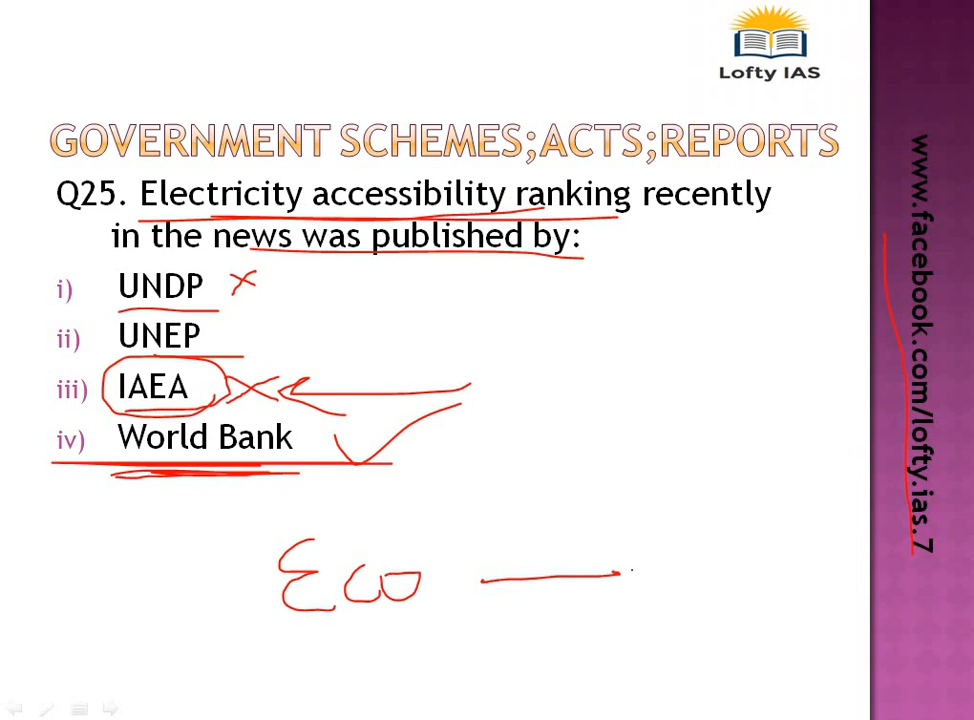 Lofty IAS
GOVERNMENT SCHEMES;ACTS;REPORTS
Q25. Electricity accessibility ranking recently
in the news was published by:
i) UNDP
ii) UNEP
iii) IAEA
iv) World Bank
Eco
www.facebook.com/lofty.ias.7